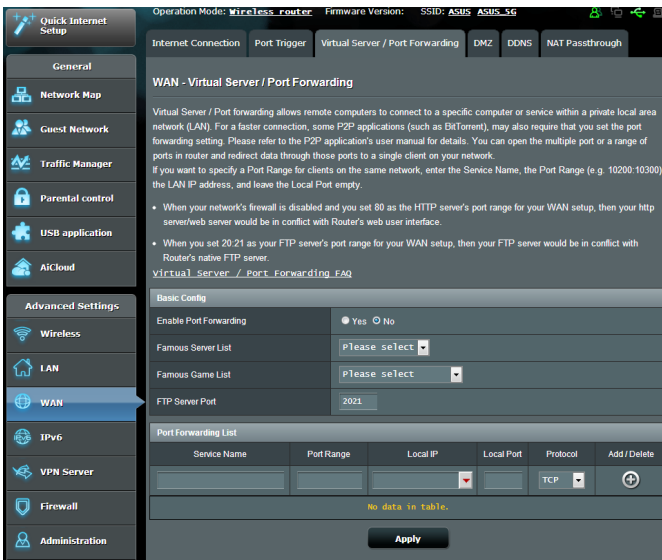 Quick Internet
Setup
Operation Mode: Wireless router Firmware Version: SSID: ASUS ASUS_5G
Internet Connection Port Trigger Virtual Server / Port Forwarding DMZ DDNS NAT Passthrough
General
Network Map
Guest Network
Traffic Manager
Parental control
USB application
AiCloud
Advanced Settings
Wireless
LAN
WAN
IPv6
VPN Server
Firewall
Administration
WAN - Virtual Server / Port Forwarding
Virtual Server / Port forwarding allows remote computers to connect to a specific computer or service within a private local area
network (LAN). For a faster connection, some P2P applications (such as BitTorrent), may also require that you set the port
forwarding setting. Please refer to the P2P application's user manual for details. You can open the multiple port or a range of
ports in router and redirect data through those ports to a single client on your network.
If you want to specify a Port Range for clients on the same network, enter the Service Name, the Port Range (e.g. 10200:10300)
the LAN IP address, and leave the Local Port empty.
• When your network's firewall is disabled and you set 80 as the HTTP server's port range for your WAN setup, then your http
server/web server would be in conflict with Router's web user interface.
• When you set 20:21 as your FTP server's port range for your WAN setup, then your FTP server would be in conflict with
Router's native FTP server.
Virtual Server / Port Forwarding FAQ
Basic Config
Enable Port Forwarding Yes No
Famous Server List Please select
Famous Game List Please select
FTP Server Port 2021
Port Forwarding List
Service Name Port Range Local IP Local Port Protocol Add / Delete
TCP
No data in table.
Apply